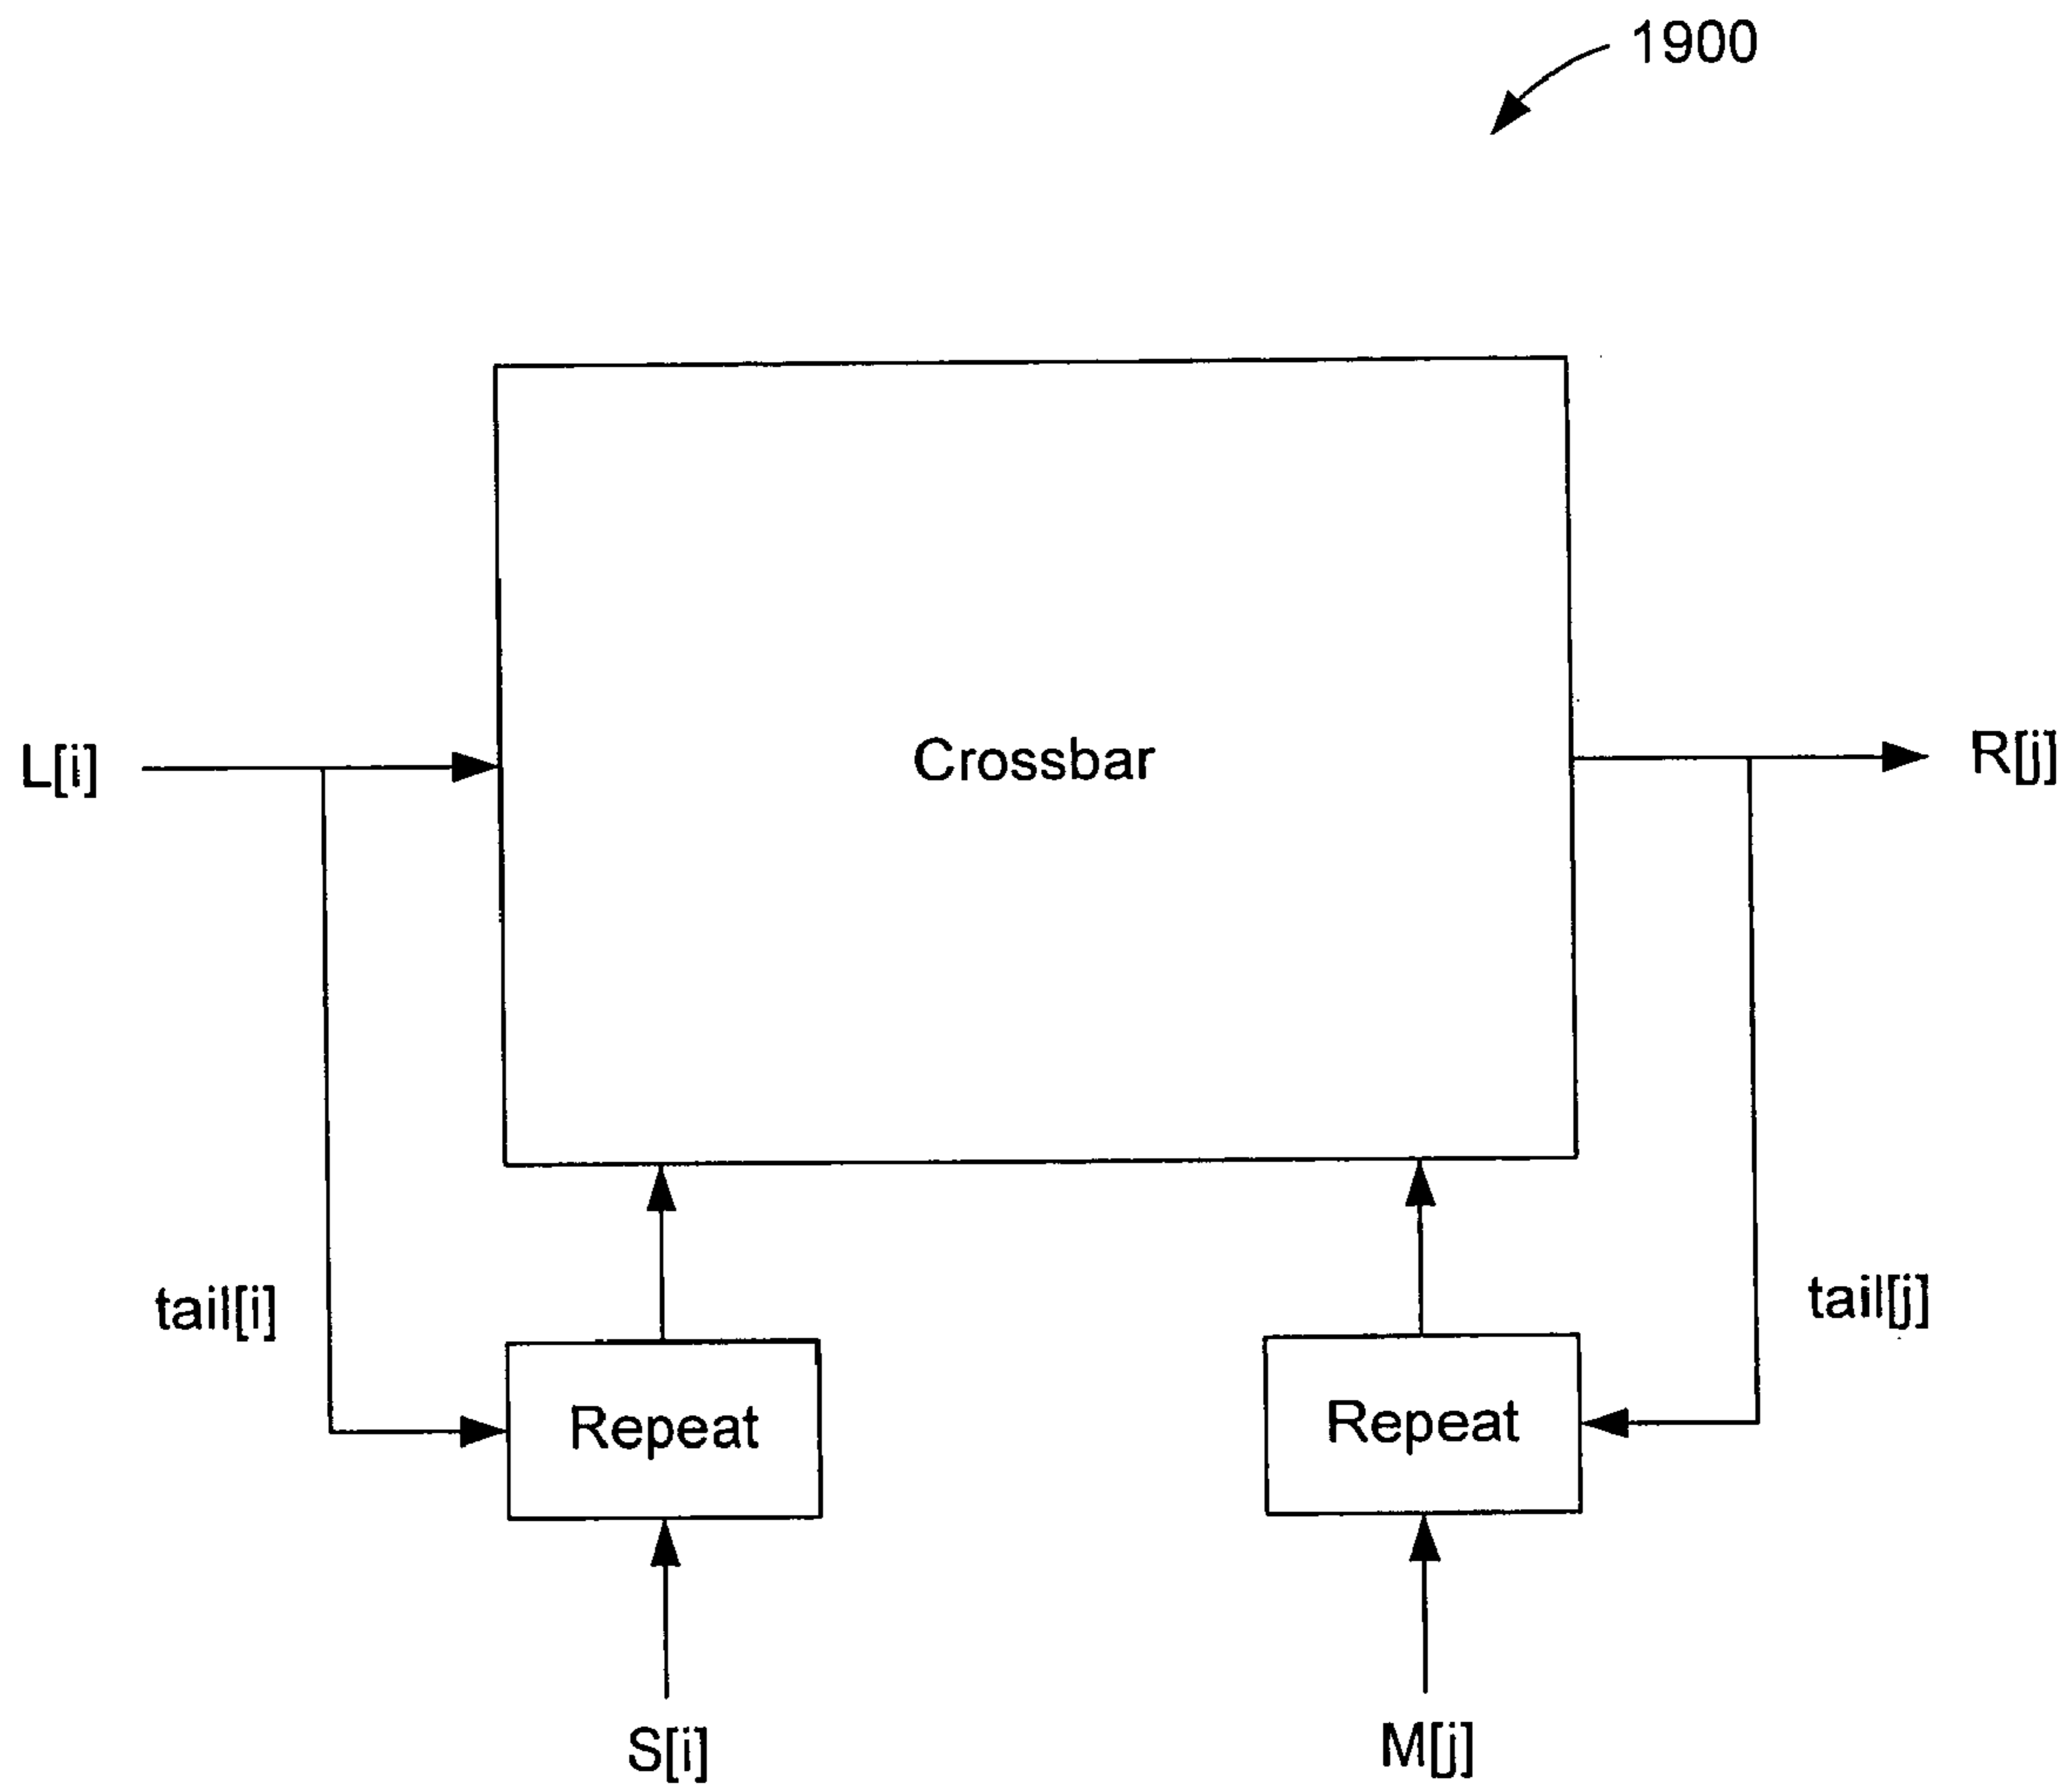 1900
Crossbar
L[i]
R[j]
tail[i]
tail[j]
Repeat
Repeat
S[i]
M[j]